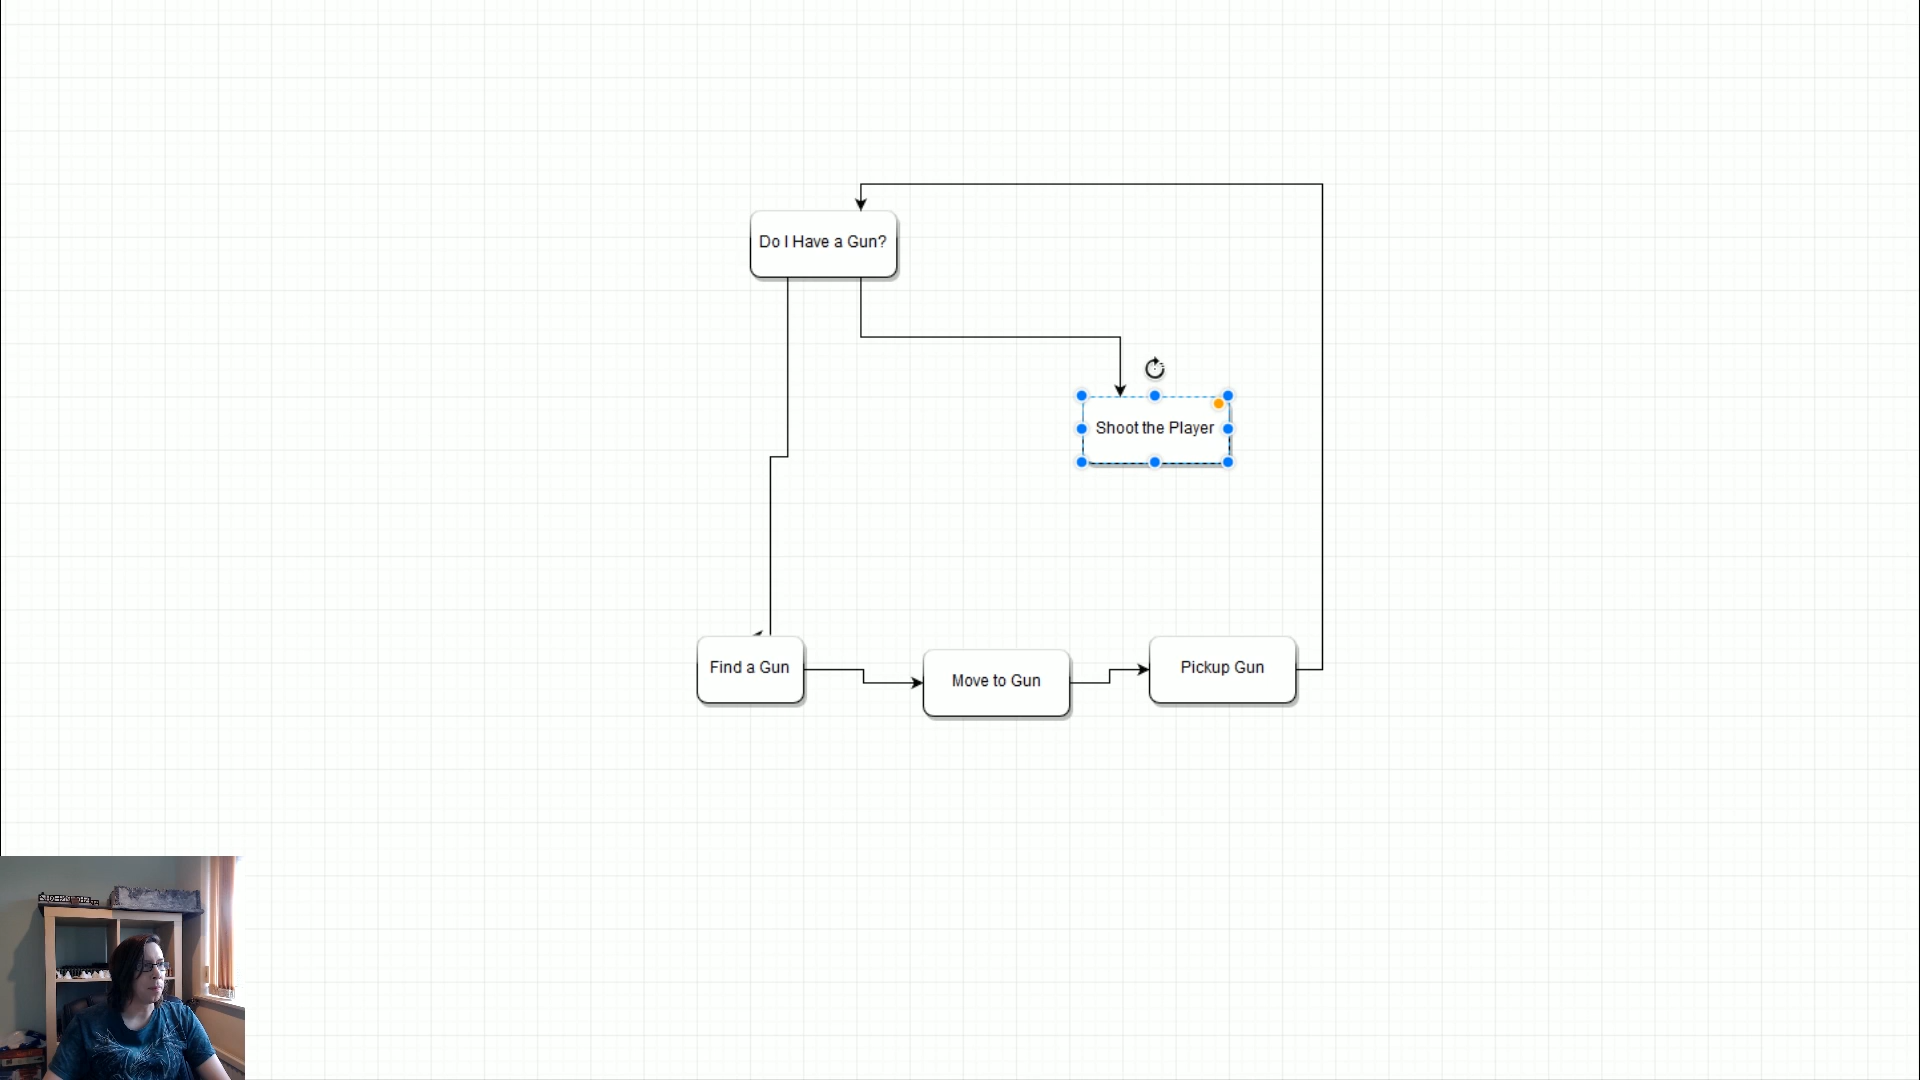 Do I Have a Gun?
Shoot the Player
Find a Gun
Move to Gun
Pickup Gun